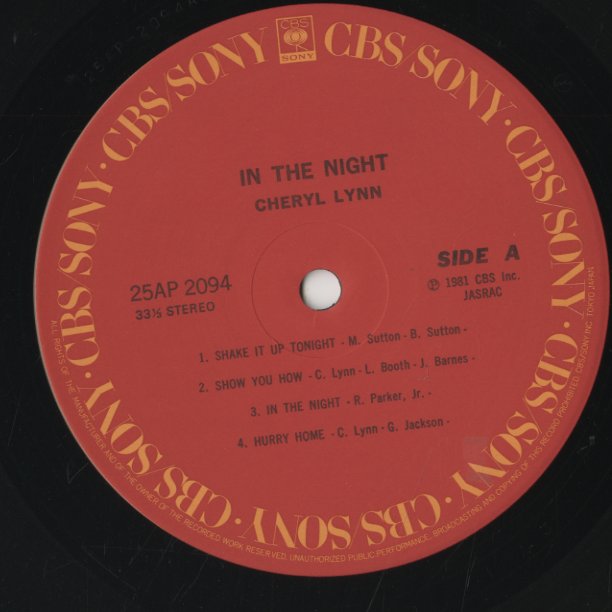 CBS
SONY
CBS/SONY · CBS/SONY · CBS/SONY · CBS/SONY · CBS/SONY · CBS/SONY · CBS/SONY · CBS/SONY
IN THE NIGHT
CHERYL LYNN
SIDE A
25AP 2094
33⅓ STEREO
Ⓟ 1981 CBS Inc.
JASRAC
1. SHAKE IT UP TONIGHT · M. Sutton · B. Sutton ·
2. SHOW YOU HOW · C. Lynn · L. Booth · J. Barnes ·
3. IN THE NIGHT · R. Parker, Jr. ·
4. HURRY HOME · C. Lynn · G. Jackson ·
ALL RIGHTS OF THE MANUFACTURER AND OF THE OWNER OF THE RECORDED WORK RESERVED. UNAUTHORIZED PUBLIC PERFORMANCE, BROADCASTING AND COPYING OF THIS RECORD PROHIBITED. CBS/SONY INC. TOKYO JAPAN